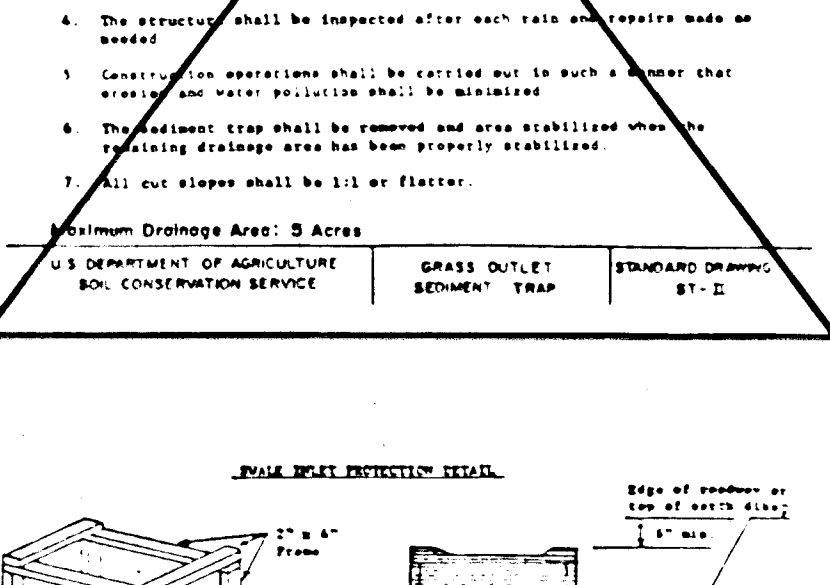 4. The structure shall be inspected after each rain and repairs made as
needed
5 Construction operations shall be carried out in such a manner that
erosion and water pollution shall be minimized
6. The sediment trap shall be removed and area stabilized when the
remaining drainage area has been properly stabilized.
7. All cut slopes shall be 1:1 or flatter.
Maximum Drainage Area: 5 Acres
U.S DEPARTMENT OF AGRICULTURE
SOIL CONSERVATION SERVICE
GRASS OUTLET
SEDIMENT TRAP
STANDARD DRAWING
ST-II
SWALE INLET PROTECTION DETAIL
2" x 6"
Frame
Edge of roadway or
top of earth dike
6" min.